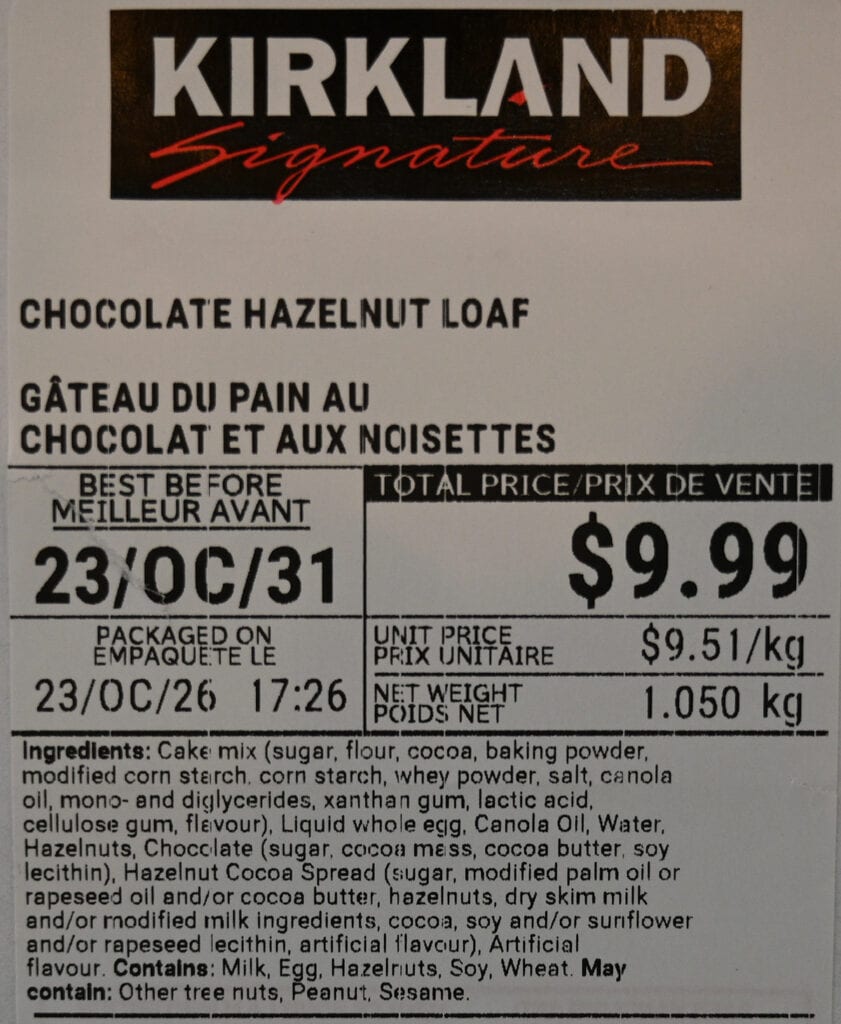 KIRKLAND
Signature
CHOCOLATE HAZELNUT LOAF
GÂTEAU DU PAIN AU
CHOCOLAT ET AUX NOISETTES
BEST BEFORE
MEILLEUR AVANT
23/OC/31
TOTAL PRICE/PRIX DE VENTE
$9.99
PACKAGED ON
EMPAQUETE LE
23/OC/26 17:26
UNIT PRICE
PRIX UNITAIRE
$9.51/kg
NET WEIGHT
POIDS NET
1.050 kg
Ingredients: Cake mix (sugar, flour, cocoa, baking powder,
modified corn starch, corn starch, whey powder, salt, canola
oil, mono- and diglycerides, xanthan gum, lactic acid,
cellulose gum, flavour), Liquid whole egg, Canola Oil, Water,
Hazelnuts, Chocolate (sugar, cocoa mass, cocoa butter, soy
lecithin), Hazelnut Cocoa Spread (sugar, modified palm oil or
rapeseed oil and/or cocoa butter, hazelnuts, dry skim milk
and/or modified milk ingredients, cocoa, soy and/or sunflower
and/or rapeseed lecithin, artificial flavour), Artificial
flavour. Contains: Milk, Egg, Hazelnuts, Soy, Wheat. May
contain: Other tree nuts, Peanut, Sesame.